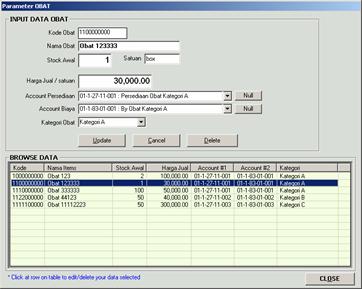 Parameter OBAT
INPUT DATA OBAT
Kode Obat 1100000000
Nama Obat Obat 123333
Stock Awal 1 Satuan box
Harga Jual / satuan 30,000.00
Account Persediaan 01-1-27-11-001 : Persediaan Obat Kategori A Null
Account Biaya 1-1-83-01-001 : By Obat Kategori A Null
Kategori Obat Kategori A
Update Cancel Delete
BROWSE DATA
Kode Nama Items Stock Awal Harga Jual Account #1 Account #2 Kategori
1000000000 Obat 123 2 100,000.00 01-1-27-11-001 01-1-83-01-001 Kategori A
1100000000 Obat 123333 1 30,000.00 01-1-27-11-001 01-1-83-01-001 Kategori A
1110000000 Obat 333333 100 50,000.00 01-1-27-11-001 01-1-83-01-001 Kategori A
1122000000 Obat 44123 50 40,000.00 01-1-27-11-002 01-1-83-01-002 Kategori B
1111100000 Obat 11112223 50 300,000.00 01-1-27-11-003 01-1-83-01-003 Kategori C
* Click at row on table to edit/delete your data selected
CLOSE